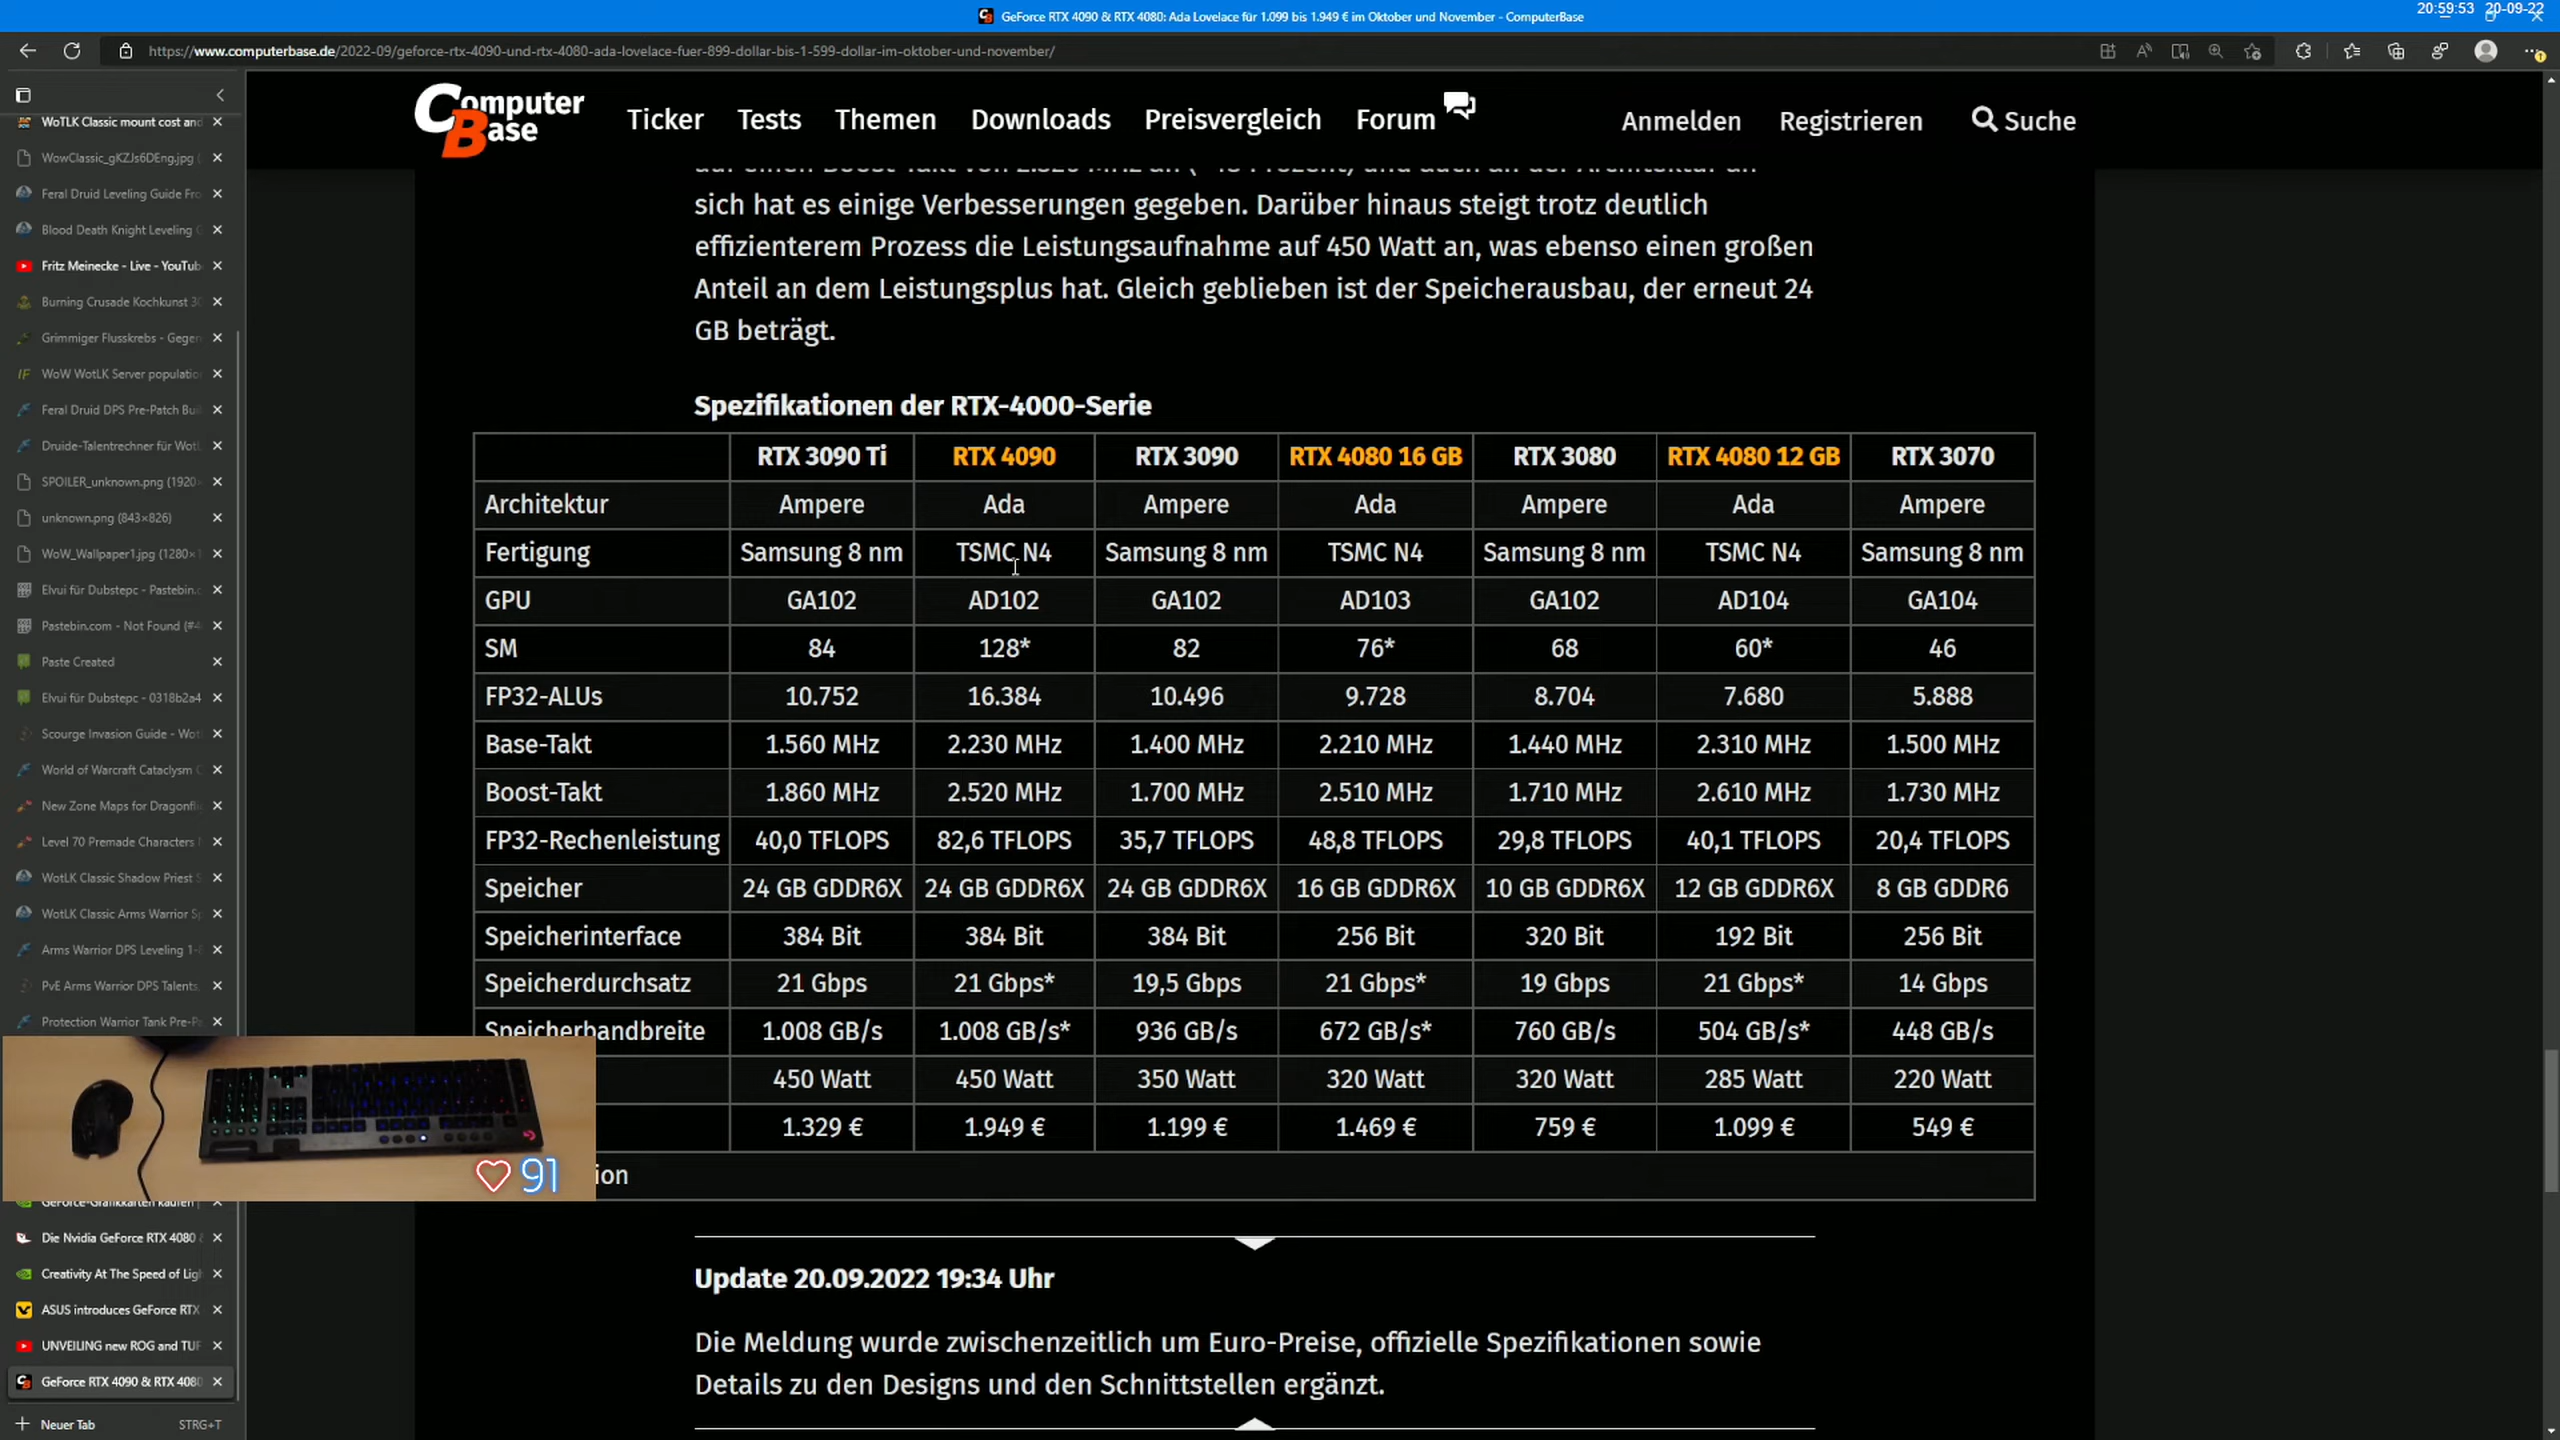 GeForce RTX 4090 & RTX 4080: Ada Lovelace für 1.099 bis 1.949 € im Oktober und November - ComputerBase
20:59:53 20-09-22
https://www.computerbase.de/2022-09/geforce-rtx-4090-und-rtx-4080-ada-lovelace-fuer-899-dollar-bis-1-599-dollar-im-oktober-und-november/
WoTLK Classic mount cost and
WowClassic_gKZJs6DEng.jpg (
Feral Druid Leveling Guide Fro
Blood Death Knight Leveling G
Fritz Meinecke - Live - YouTub
Burning Crusade Kochkunst 30
Grimmiger Flusskrebs - Gegen
WoW WotLK Server populatio
Feral Druid DPS Pre-Patch Bui
Druide-Talentrechner für WotL
SPOILER_unknown.png (1920×
unknown.png (843×826)
WoW_Wallpaper1.jpg (1280×1
Elvui für Dubstepc - Pastebin.c
Pastebin.com - Not Found (#4
Paste Created
Elvui für Dubstepc - 0318b2a4
Scourge Invasion Guide - Wot
World of Warcraft Cataclysm C
New Zone Maps for Dragonfli
Level 70 Premade Characters
WotLK Classic Shadow Priest S
WotLK Classic Arms Warrior Sp
Arms Warrior DPS Leveling 1-
PvE Arms Warrior DPS Talents,
Protection Warrior Tank Pre-Pa
GeForce-Grafikkarten kaufen |
Die Nvidia GeForce RTX 4080
Creativity At The Speed of Ligh
ASUS introduces GeForce RTX
UNVEILING new ROG and TUF
GeForce RTX 4090 & RTX 4080
Neuer Tab STRG+T
Computer Base
Ticker Tests Themen Downloads Preisvergleich Forum Anmelden Registrieren Suche
sich hat es einige Verbesserungen gegeben. Darüber hinaus steigt trotz deutlich
effizienterem Prozess die Leistungsaufnahme auf 450 Watt an, was ebenso einen großen
Anteil an dem Leistungsplus hat. Gleich geblieben ist der Speicherausbau, der erneut 24
GB beträgt.
Spezifikationen der RTX-4000-Serie
RTX 3090 Ti RTX 4090 RTX 3090 RTX 4080 16 GB RTX 3080 RTX 4080 12 GB RTX 3070
Architektur Ampere Ada Ampere Ada Ampere Ada Ampere
Fertigung Samsung 8 nm TSMC N4 Samsung 8 nm TSMC N4 Samsung 8 nm TSMC N4 Samsung 8 nm
GPU GA102 AD102 GA102 AD103 GA102 AD104 GA104
SM 84 128* 82 76* 68 60* 46
FP32-ALUs 10.752 16.384 10.496 9.728 8.704 7.680 5.888
Base-Takt 1.560 MHz 2.230 MHz 1.400 MHz 2.210 MHz 1.440 MHz 2.310 MHz 1.500 MHz
Boost-Takt 1.860 MHz 2.520 MHz 1.700 MHz 2.510 MHz 1.710 MHz 2.610 MHz 1.730 MHz
FP32-Rechenleistung 40,0 TFLOPS 82,6 TFLOPS 35,7 TFLOPS 48,8 TFLOPS 29,8 TFLOPS 40,1 TFLOPS 20,4 TFLOPS
Speicher 24 GB GDDR6X 24 GB GDDR6X 24 GB GDDR6X 16 GB GDDR6X 10 GB GDDR6X 12 GB GDDR6X 8 GB GDDR6
Speicherinterface 384 Bit 384 Bit 384 Bit 256 Bit 320 Bit 192 Bit 256 Bit
Speicherdurchsatz 21 Gbps 21 Gbps* 19,5 Gbps 21 Gbps* 19 Gbps 21 Gbps* 14 Gbps
Speicherbandbreite 1.008 GB/s 1.008 GB/s* 936 GB/s 672 GB/s* 760 GB/s 504 GB/s* 448 GB/s
450 Watt 450 Watt 350 Watt 320 Watt 320 Watt 285 Watt 220 Watt
1.329 € 1.949 € 1.199 € 1.469 € 759 € 1.099 € 549 €
ion
91
Update 20.09.2022 19:34 Uhr
Die Meldung wurde zwischenzeitlich um Euro-Preise, offizielle Spezifikationen sowie
Details zu den Designs und den Schnittstellen ergänzt.